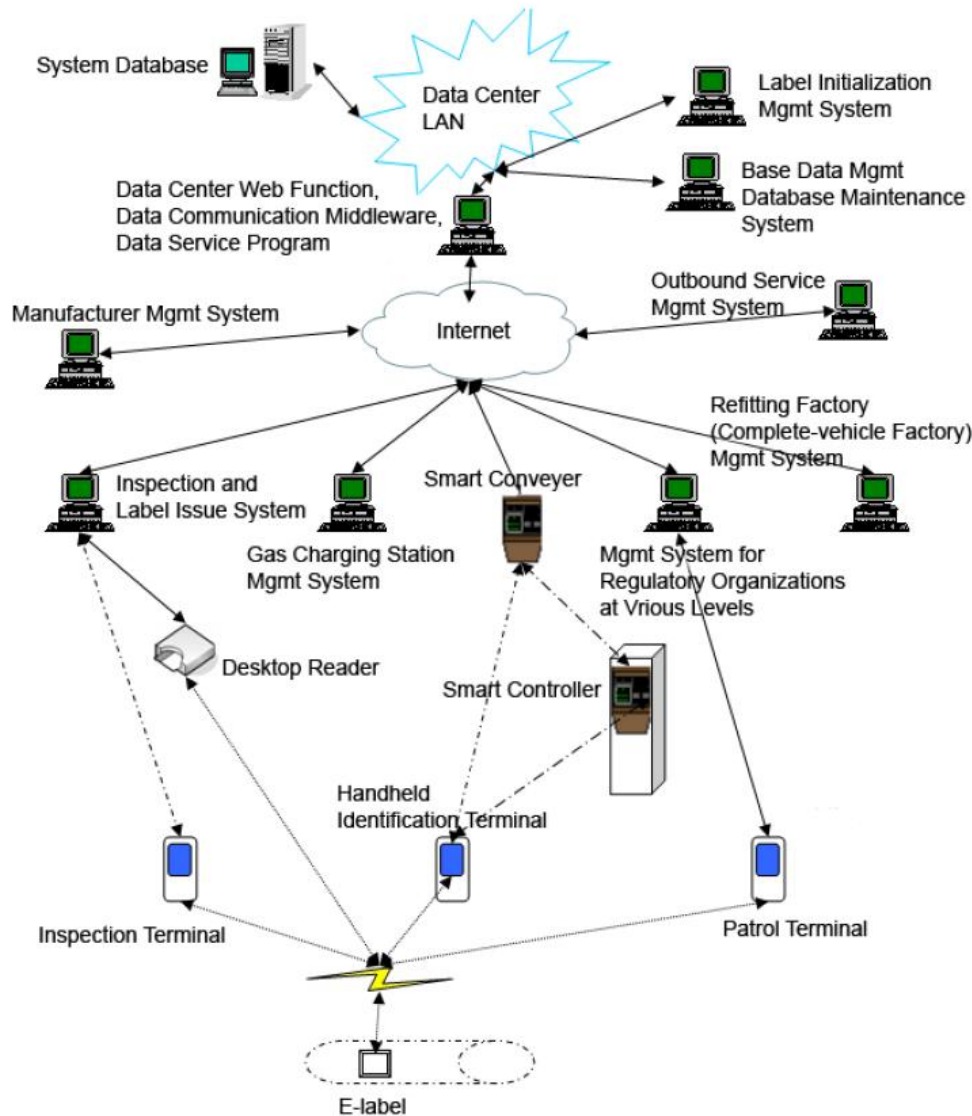 System Database
Data Center
LAN
Label Initialization
Mgmt System
Data Center Web Function,
Data Communication Middleware,
Data Service Program
Base Data Mgmt
Database Maintenance
System
Manufacturer Mgmt System
Internet
Outbound Service
Mgmt System
Inspection and
Label Issue System
Gas Charging Station
Mgmt System
Smart Conveyer
Refitting Factory
(Complete-vehicle Factory)
Mgmt System
Mgmt System for
Regulatory Organizations
at Vrious Levels
Desktop Reader
Smart Controller
Handheld
Identification Terminal
Inspection Terminal
Patrol Terminal
E-label